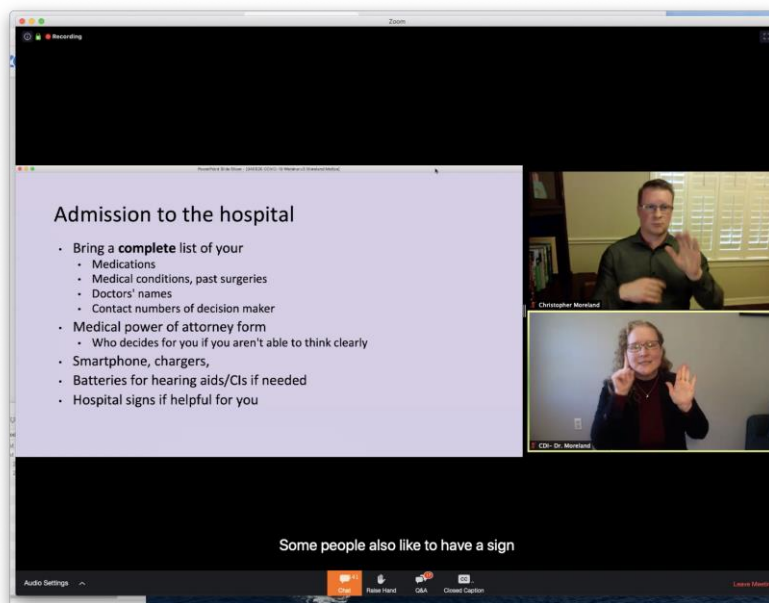 Zoom
Recording
Admission to the hospital
• Bring a complete list of your
• Medications
• Medical conditions, past surgeries
• Doctors' names
• Contact numbers of decision maker
• Medical power of attorney form
• Who decides for you if you aren't able to think clearly
• Smartphone, chargers,
• Batteries for hearing aids/CIs if needed
• Hospital signs if helpful for you
Christopher Moreland
CDI- Dr. Moreland
Some people also like to have a sign
Audio Settings
Chat
Raise Hand
Q&A
CC
Closed Caption